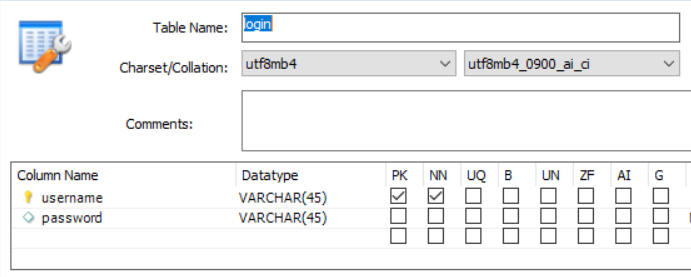 Table Name: login
Charset/Collation: utf8mb4 utf8mb4_0900_ai_ci
Comments:
Column Name Datatype PK NN UQ B UN ZF AI G
username VARCHAR(45)
password VARCHAR(45)